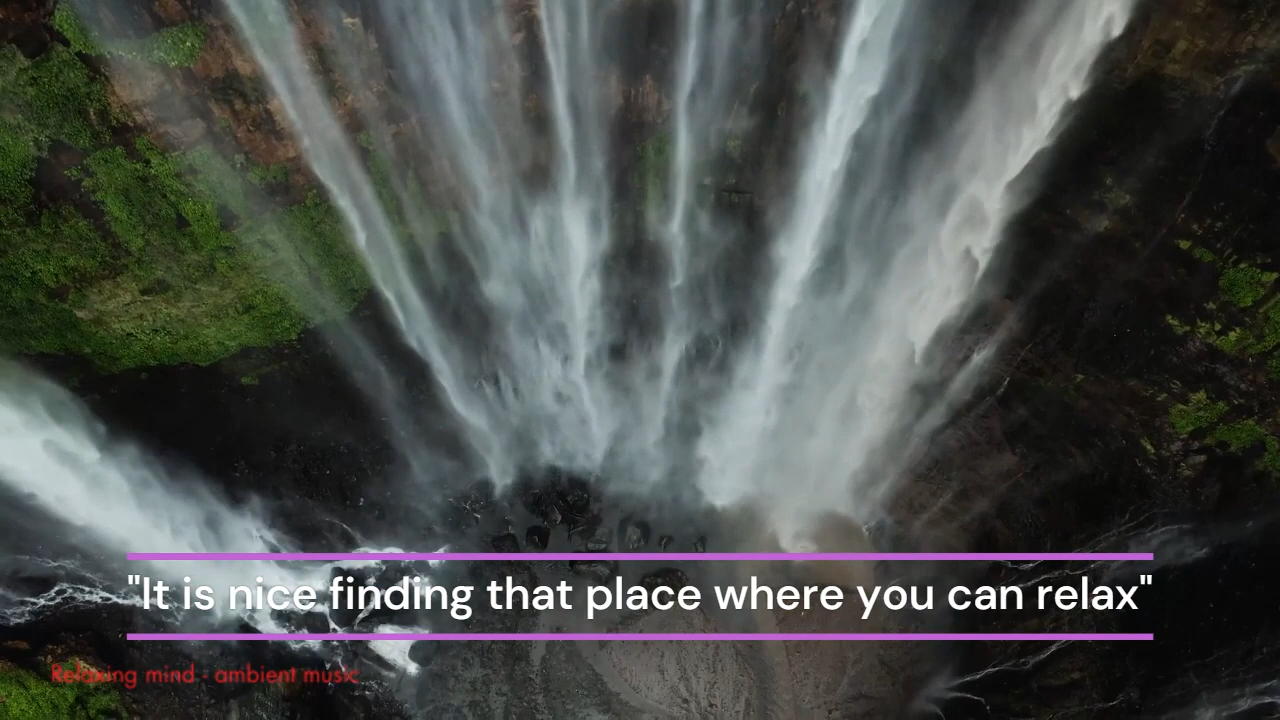 "It is nice finding that place where you can relax"
Relaxing mind - ambient music